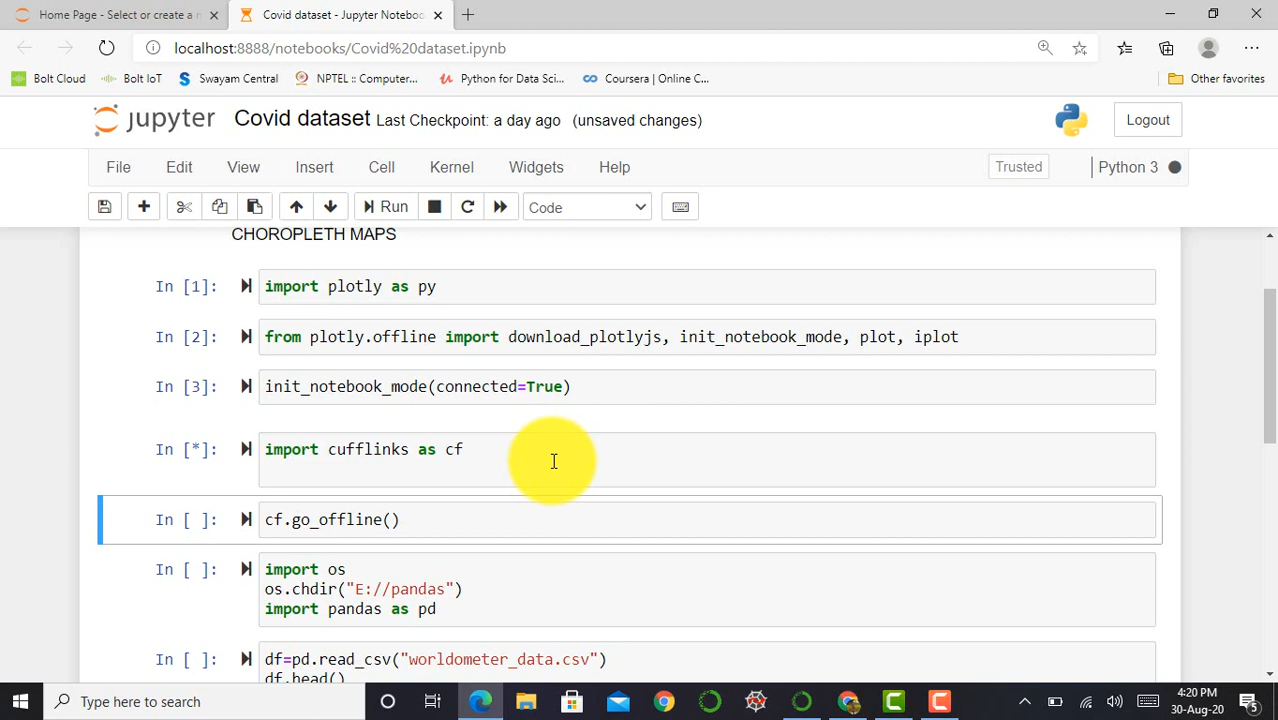 Home Page - Select or create a n
Covid dataset - Jupyter Notebook
localhost:8888/notebooks/Covid%20dataset.ipynb
Bolt Cloud
Bolt IoT
Swayam Central
NPTEL :: Computer...
Python for Data Sci...
Coursera | Online C...
Other favorites
jupyter Covid dataset Last Checkpoint: a day ago (unsaved changes)
Logout
File Edit View Insert Cell Kernel Widgets Help
Trusted
Python 3
Run
Code
CHOROPLETH MAPS
In [1]: import plotly as py
In [2]: from plotly.offline import download_plotlyjs, init_notebook_mode, plot, iplot
In [3]: init_notebook_mode(connected=True)
In [*]: import cufflinks as cf
In [ ]: cf.go_offline()
In [ ]: import os
os.chdir("E://pandas")
import pandas as pd
In [ ]: df=pd.read_csv("worldometer_data.csv")
df.head()
Type here to search
4:20 PM
30-Aug-20
5